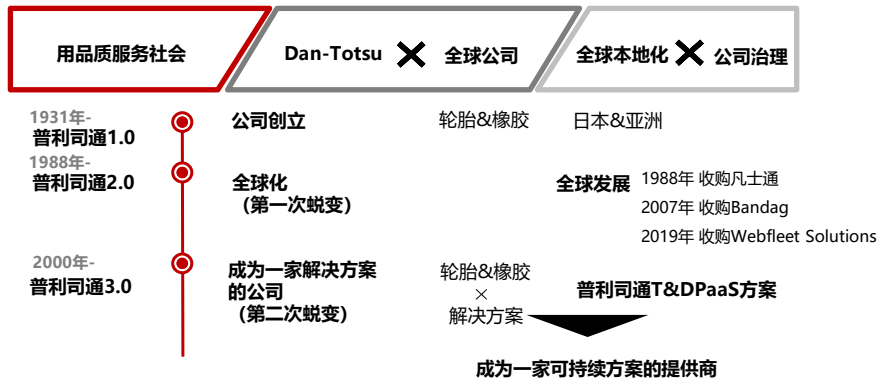 用品质服务社会
Dan-Totsu × 全球公司
全球本地化 × 公司治理
1931年-
普利司通1.0
公司创立
轮胎&橡胶
日本&亚洲
1988年-
普利司通2.0
全球化
（第一次蜕变）
全球发展
1988年 收购凡士通
2007年 收购Bandag
2019年 收购Webfleet Solutions
2000年-
普利司通3.0
成为一家解决方案
的公司
（第二次蜕变）
轮胎&橡胶
×
解决方案
普利司通T&DPaaS方案
成为一家可持续方案的提供商